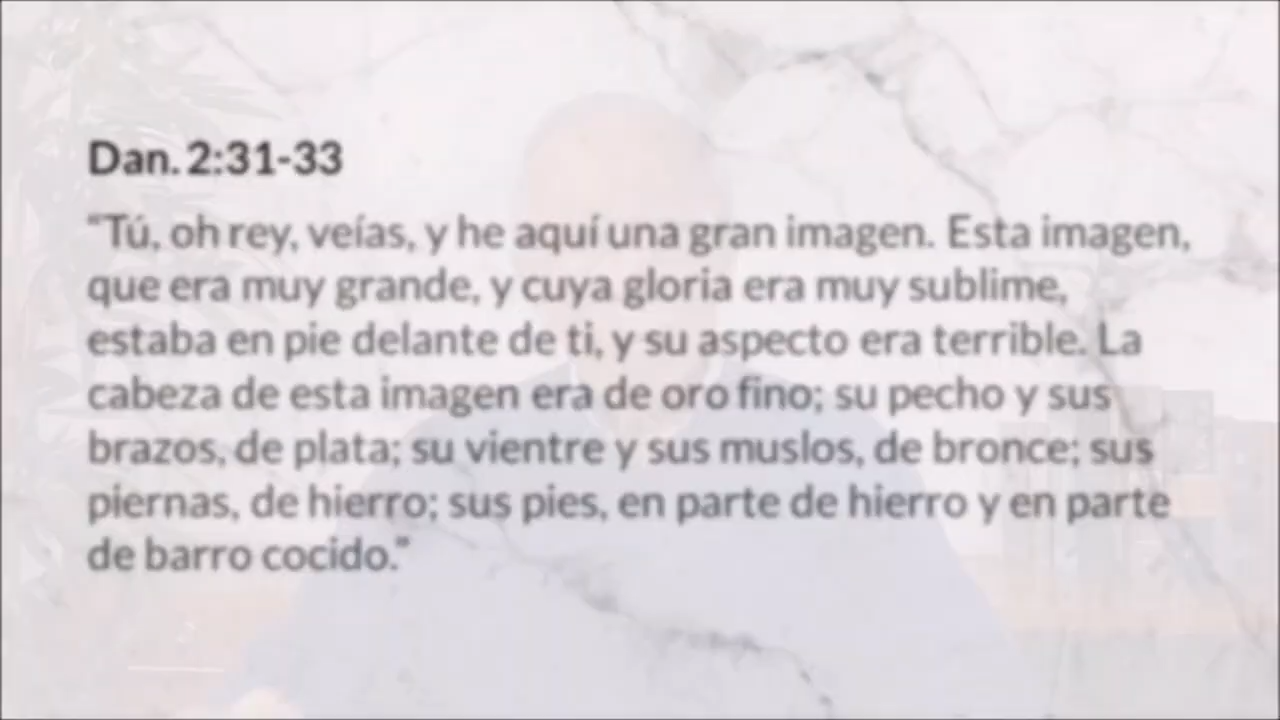 Dan. 2:31-33
“Tú, oh rey, veías, y he aquí una gran imagen. Esta imagen,
que era muy grande, y cuya gloria era muy sublime,
estaba en pie delante de ti, y su aspecto era terrible. La
cabeza de esta imagen era de oro fino; su pecho y sus
brazos, de plata; su vientre y sus muslos, de bronce; sus
piernas, de hierro; sus pies, en parte de hierro y en parte
de barro cocido.”